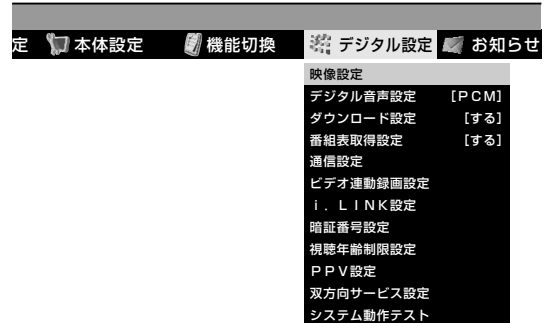 定 本体設定 機能切換 デジタル設定 お知らせ
映像設定
デジタル音声設定 [ＰＣＭ]
ダウンロード設定 [する]
番組表取得設定 [する]
通信設定
ビデオ連動録画設定
ｉ．ＬＩＮＫ設定
暗証番号設定
視聴年齢制限設定
ＰＰＶ設定
双方向サービス設定
システム動作テスト